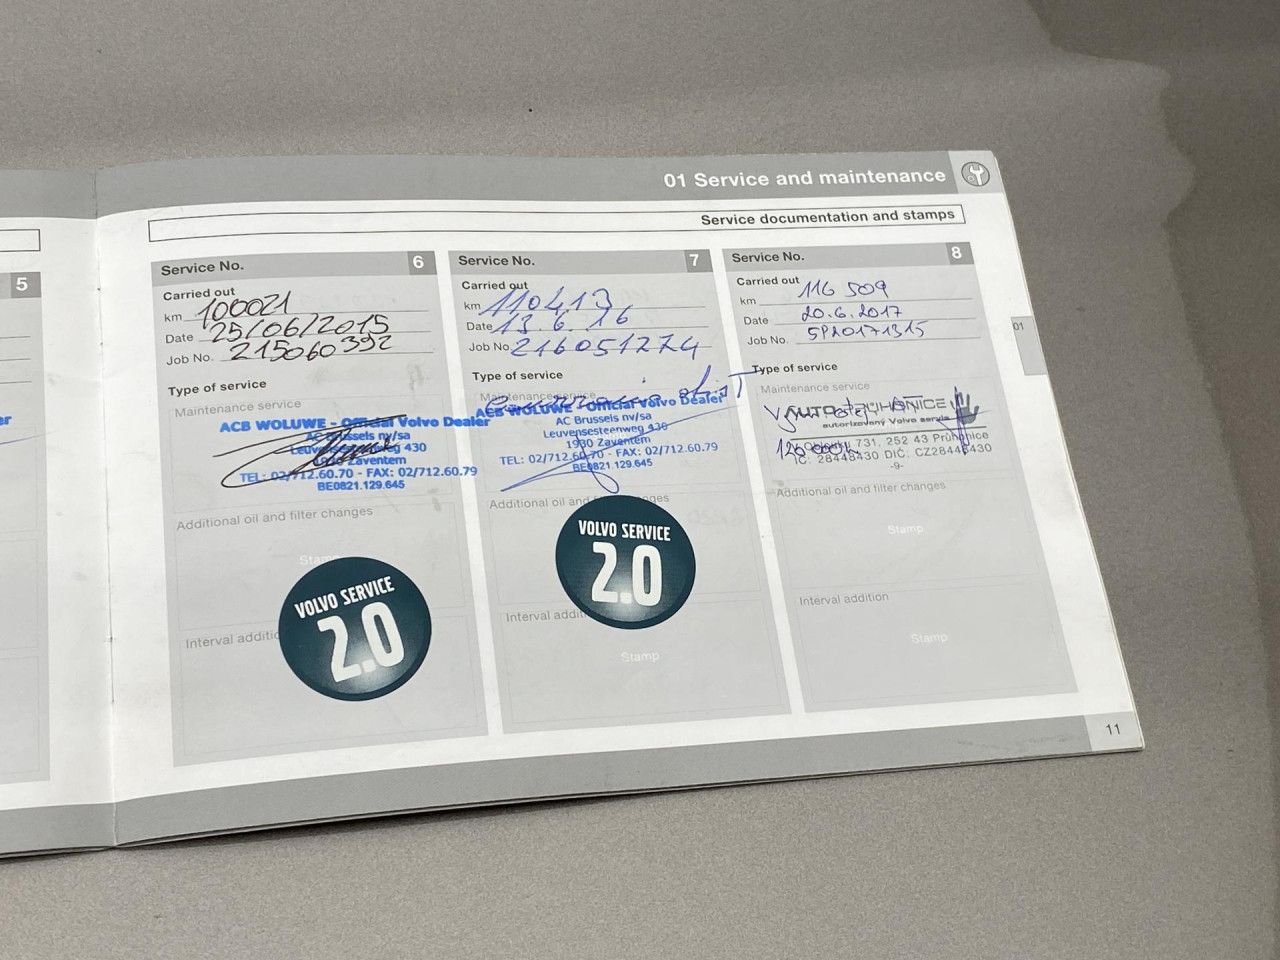 01 Service and maintenance
Service documentation and stamps
5
Service No. 6
Carried out
km 100021
Date 25/06/2015
Job No. 215060392
Type of service
Maintenance service
ACB WOLUWE - Official Volvo Dealer
AC Brussels nv/sa
Leuvensesteenweg 430
1930 Zaventem
TEL: 02/712.60.70 - FAX: 02/712.60.79
BE0821.129.645
Additional oil and filter changes
Stamp
VOLVO SERVICE
2.0
Interval additi
Service No. 7
Carried out
km 110413
Date 13.6.16
Job No. 216051274
Type of service
Maintenance service
ACB WOLUWE - Official Volvo Dealer
AC Brussels nv/sa
Leuvensesteenweg 430
1930 Zaventem
TEL: 02/712.60.70 - FAX: 02/712.60.79
BE0821.129.645
Additional oil and changes
VOLVO SERVICE
2.0
Interval addit
Stamp
Service No. 8
Carried out
km 116 509
Date 20.6.2017
Job No. SP20171315
Type of service
Maintenance service
AUTO PRŮHONICE
autorizovaný Volvo servis
731, 252 43 Průhonice
IČ: 28448430 DIČ: CZ28448430
-9-
Additional oil and filter changes
Stamp
Interval addition
Stamp
01
11